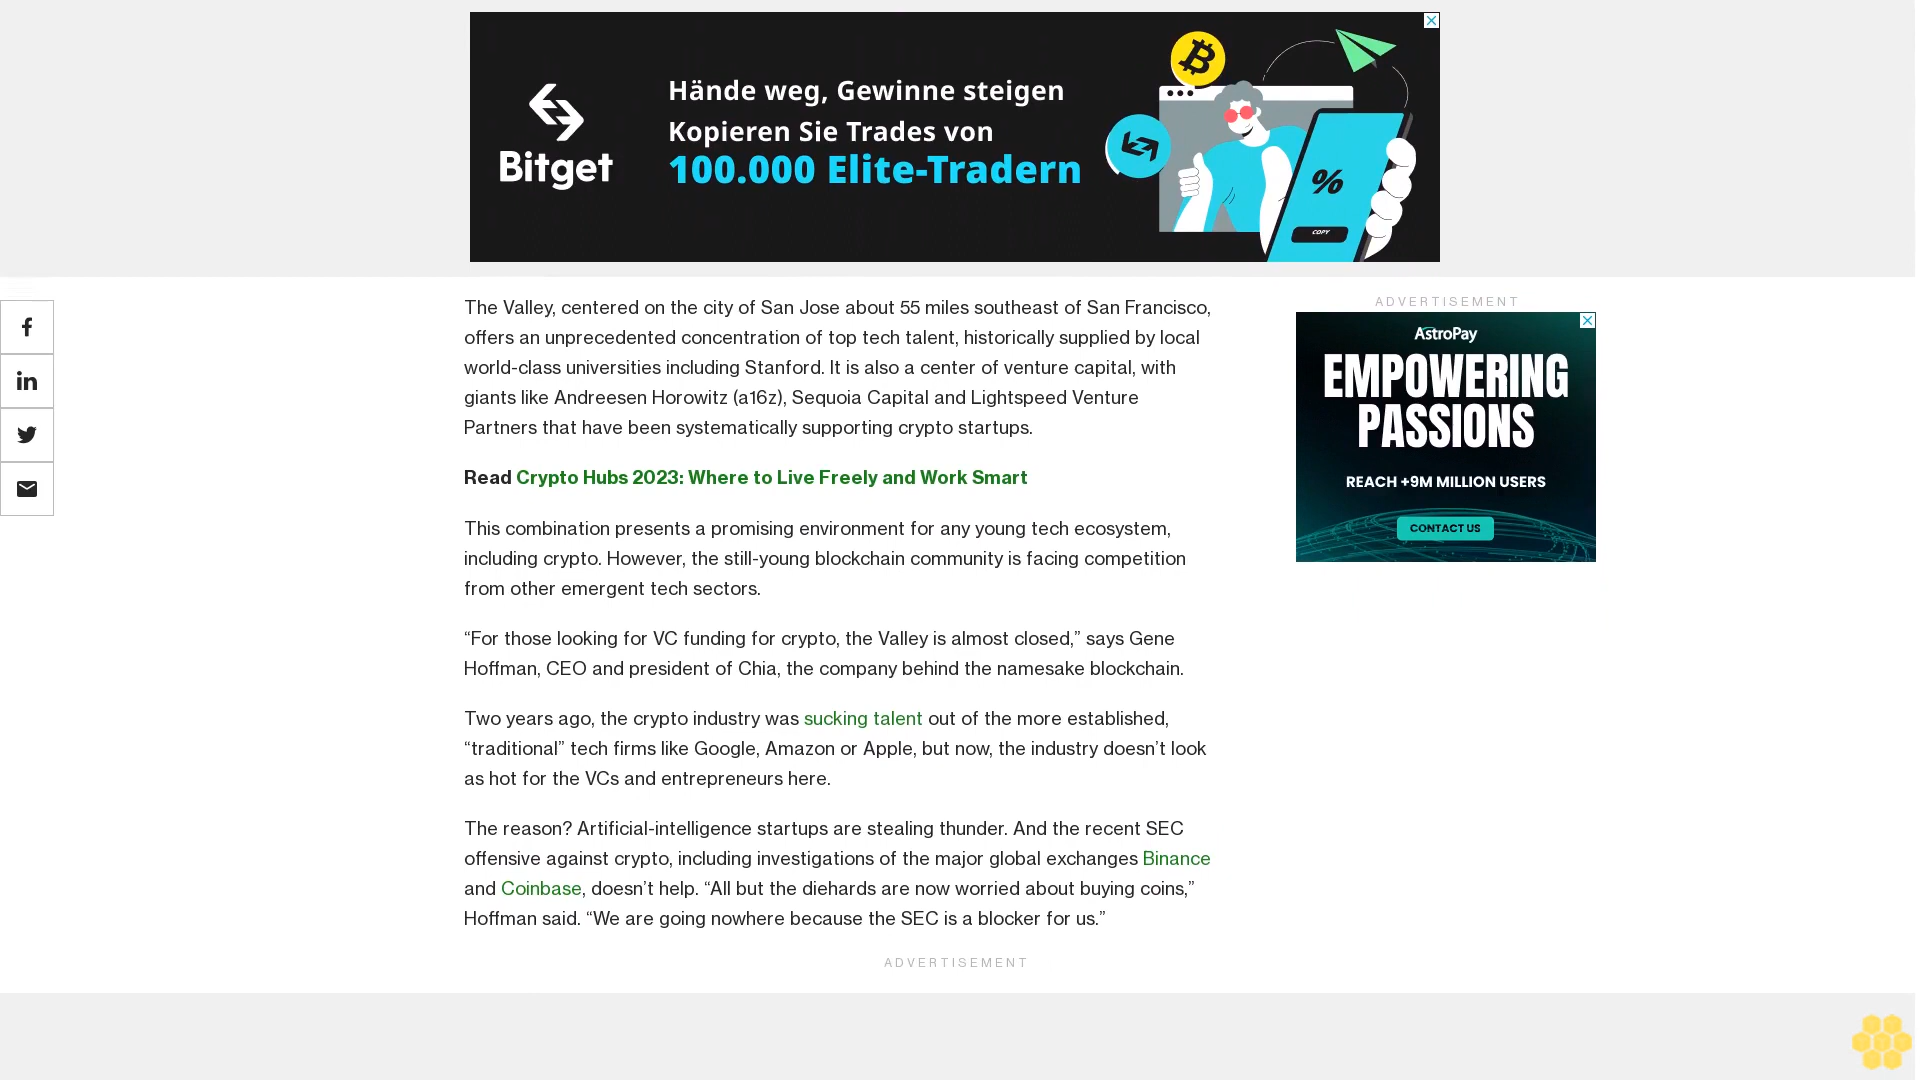 Hände weg, Gewinne steigen
Kopieren Sie Trades von
100.000 Elite-Tradern
Bitget
%
COPY
The Valley, centered on the city of San Jose about 55 miles southeast of San Francisco,
offers an unprecedented concentration of top tech talent, historically supplied by local
world-class universities including Stanford. It is also a center of venture capital, with
giants like Andreesen Horowitz (a16z), Sequoia Capital and Lightspeed Venture
Partners that have been systematically supporting crypto startups.
Read Crypto Hubs 2023: Where to Live Freely and Work Smart
This combination presents a promising environment for any young tech ecosystem,
including crypto. However, the still-young blockchain community is facing competition
from other emergent tech sectors.
“For those looking for VC funding for crypto, the Valley is almost closed,” says Gene
Hoffman, CEO and president of Chia, the company behind the namesake blockchain.
Two years ago, the crypto industry was sucking talent out of the more established,
“traditional” tech firms like Google, Amazon or Apple, but now, the industry doesn’t look
as hot for the VCs and entrepreneurs here.
The reason? Artificial-intelligence startups are stealing thunder. And the recent SEC
offensive against crypto, including investigations of the major global exchanges Binance
and Coinbase, doesn’t help. “All but the diehards are now worried about buying coins,”
Hoffman said. “We are going nowhere because the SEC is a blocker for us.”
ADVERTISEMENT
ADVERTISEMENT
AstroPay
EMPOWERING
PASSIONS
REACH +9M MILLION USERS
CONTACT US